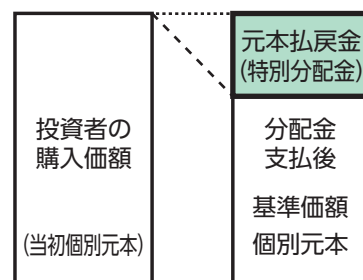 投資者の
購入価額
(当初個別元本)
元本払戻金
(特別分配金)
分配金
支払後
基準価額
個別元本